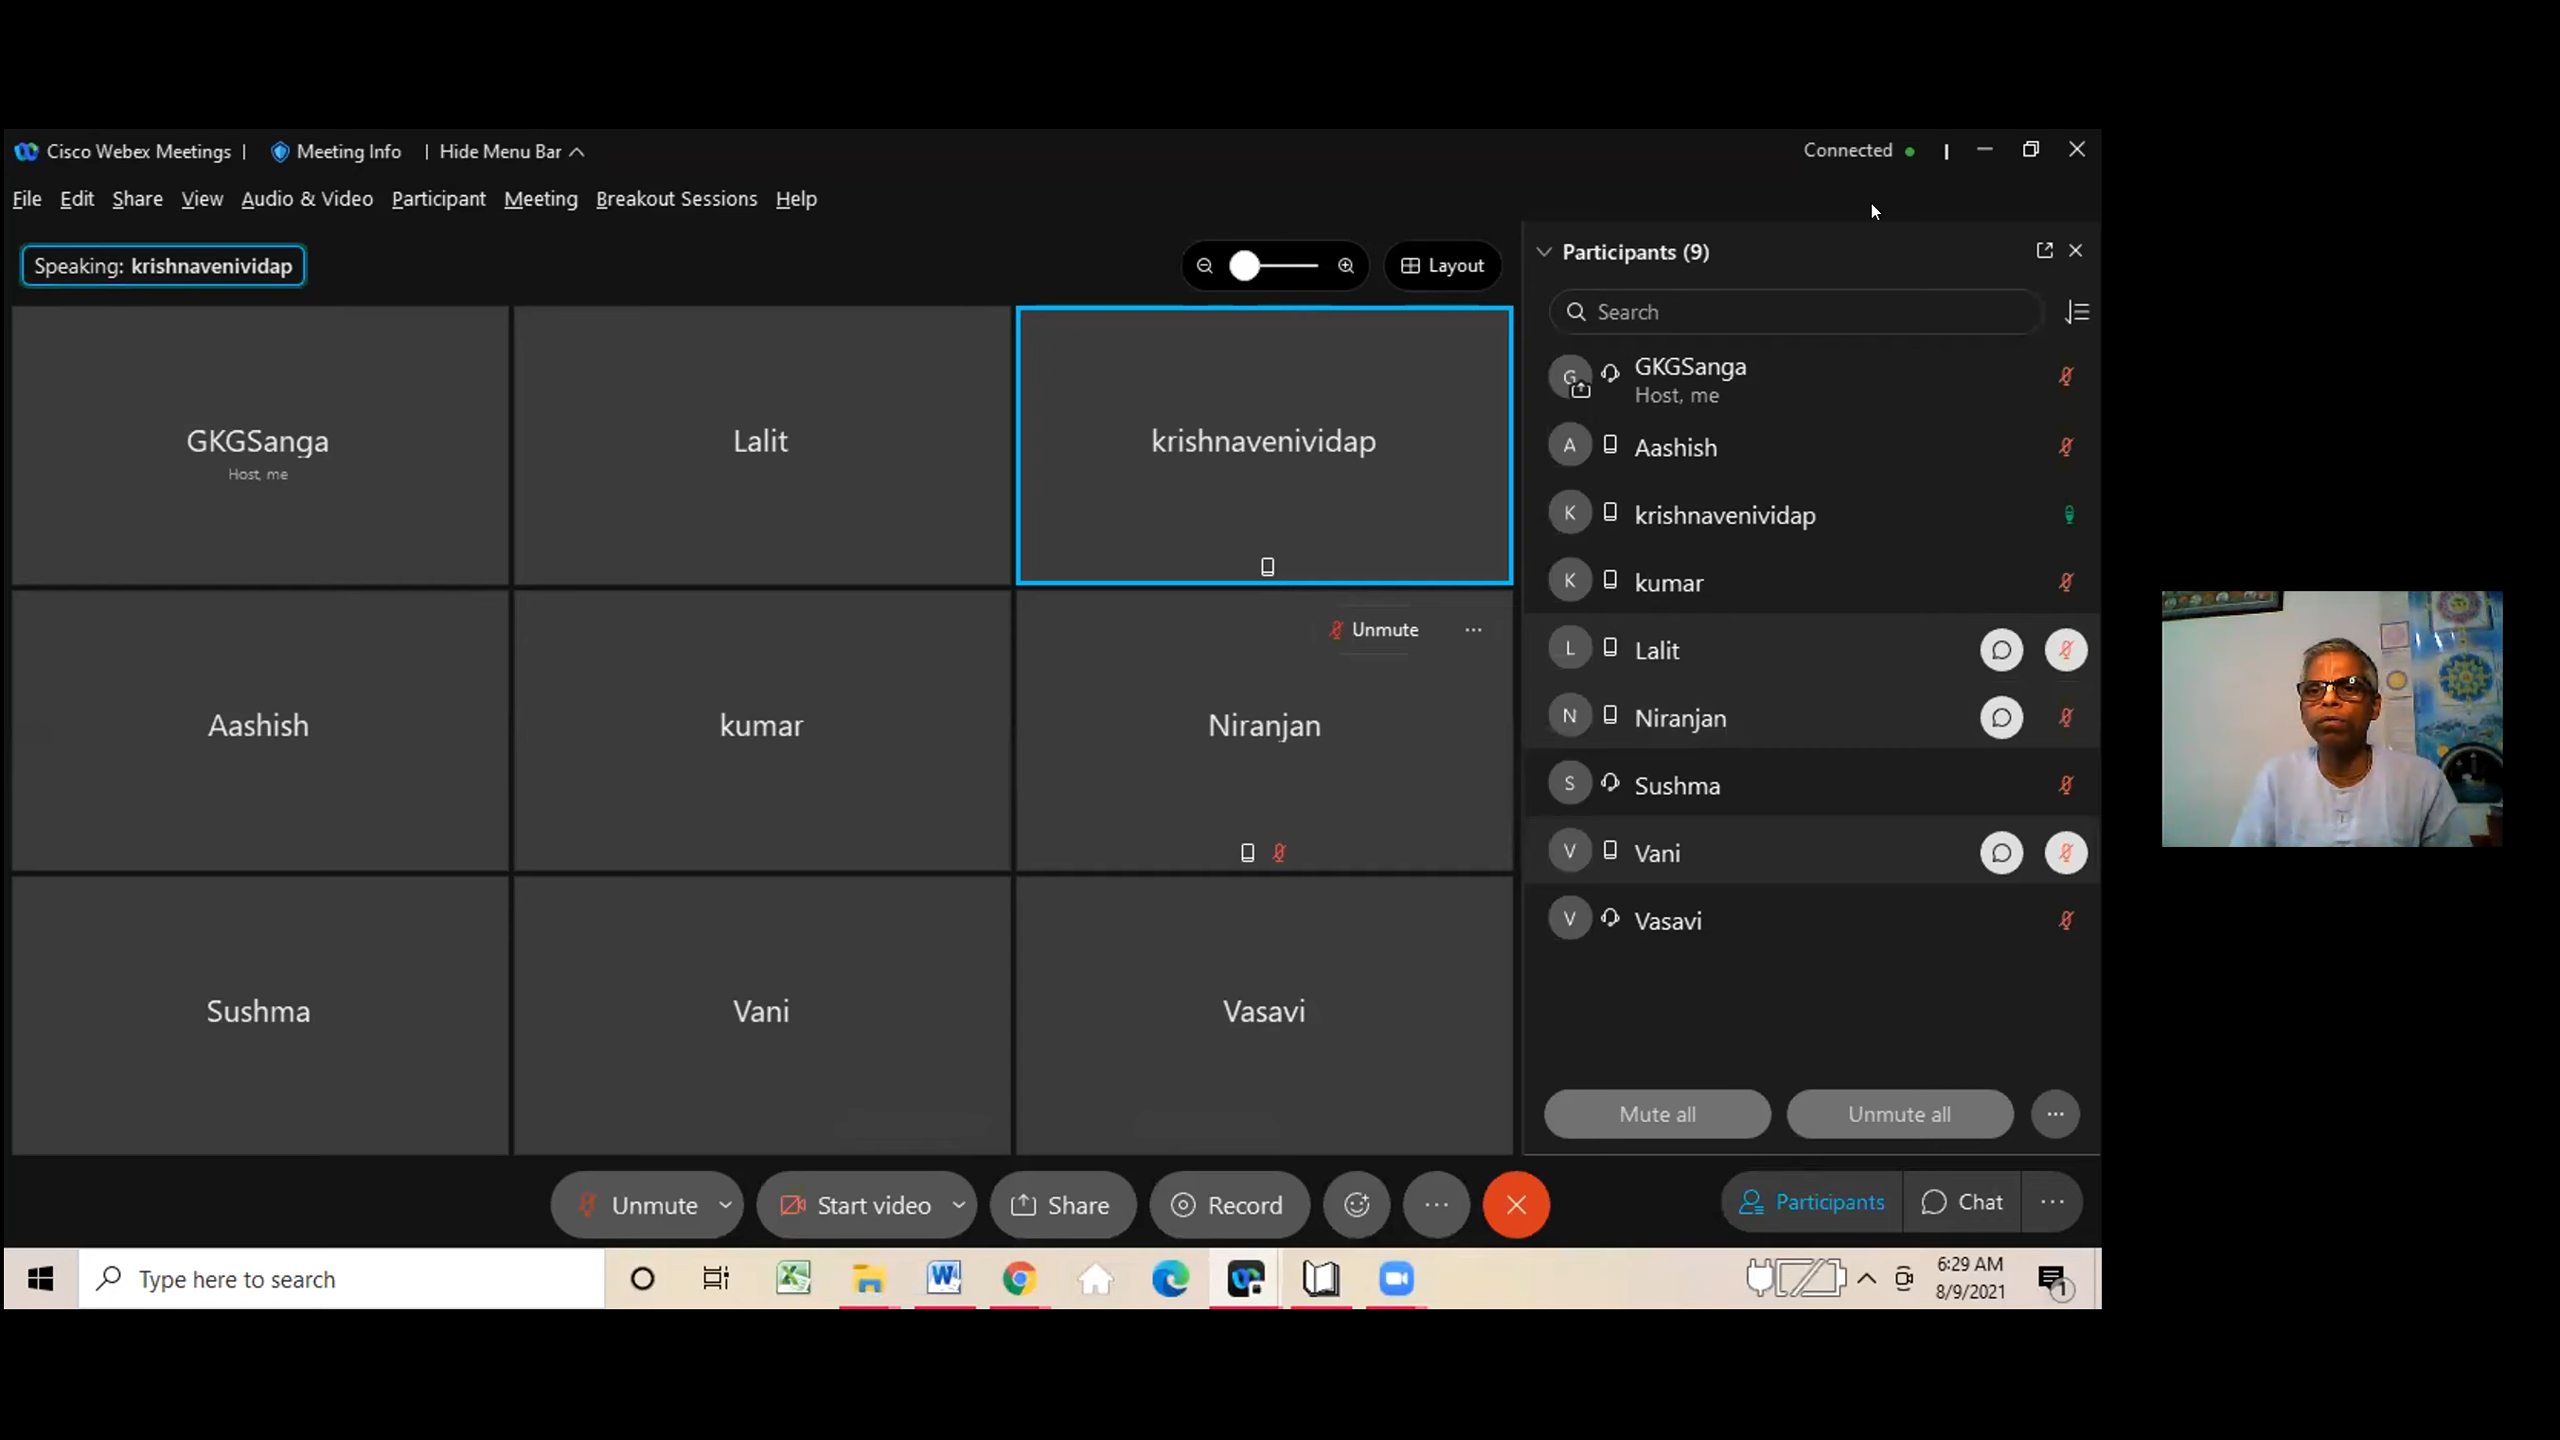 Cisco Webex Meetings | Meeting Info | Hide Menu Bar
Connected
File Edit Share View Audio & Video Participant Meeting Breakout Sessions Help
Speaking: krishnavenividap
Layout
GKGSanga
Host, me
Lalit
krishnavenividap
Aashish
kumar
Unmute ...
Niranjan
Sushma
Vani
Vasavi
Participants (9)
Search
G GKGSanga
Host, me
A Aashish
K krishnavenividap
K kumar
L Lalit
N Niranjan
S Sushma
V Vani
V Vasavi
Mute all Unmute all ...
Unmute Start video Share Record ...
Participants Chat ...
Type here to search
6:29 AM
8/9/2021
1